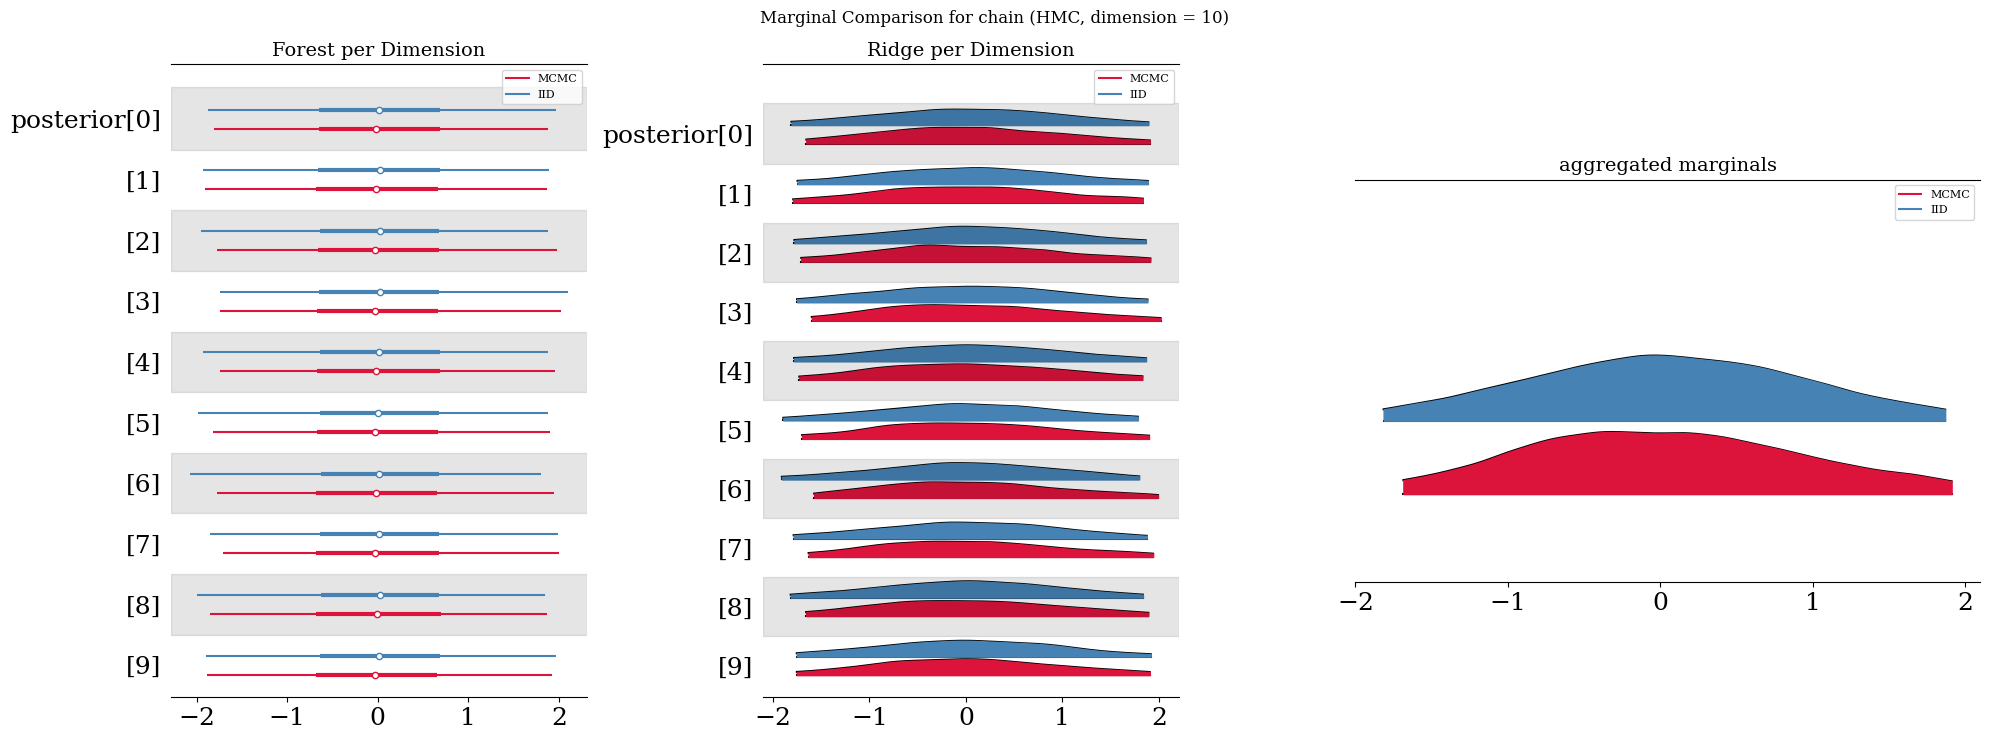 Marginal Comparison for chain (HMC, dimension = 10)
Forest per Dimension
MCMC
IID
posterior[0]
[1]
[2]
[3]
[4]
[5]
[6]
[7]
[8]
[9]
−2 −1 0 1 2
Ridge per Dimension
MCMC
IID
posterior[0]
[1]
[2]
[3]
[4]
[5]
[6]
[7]
[8]
[9]
−2 −1 0 1 2
aggregated marginals
MCMC
IID
−2 −1 0 1 2